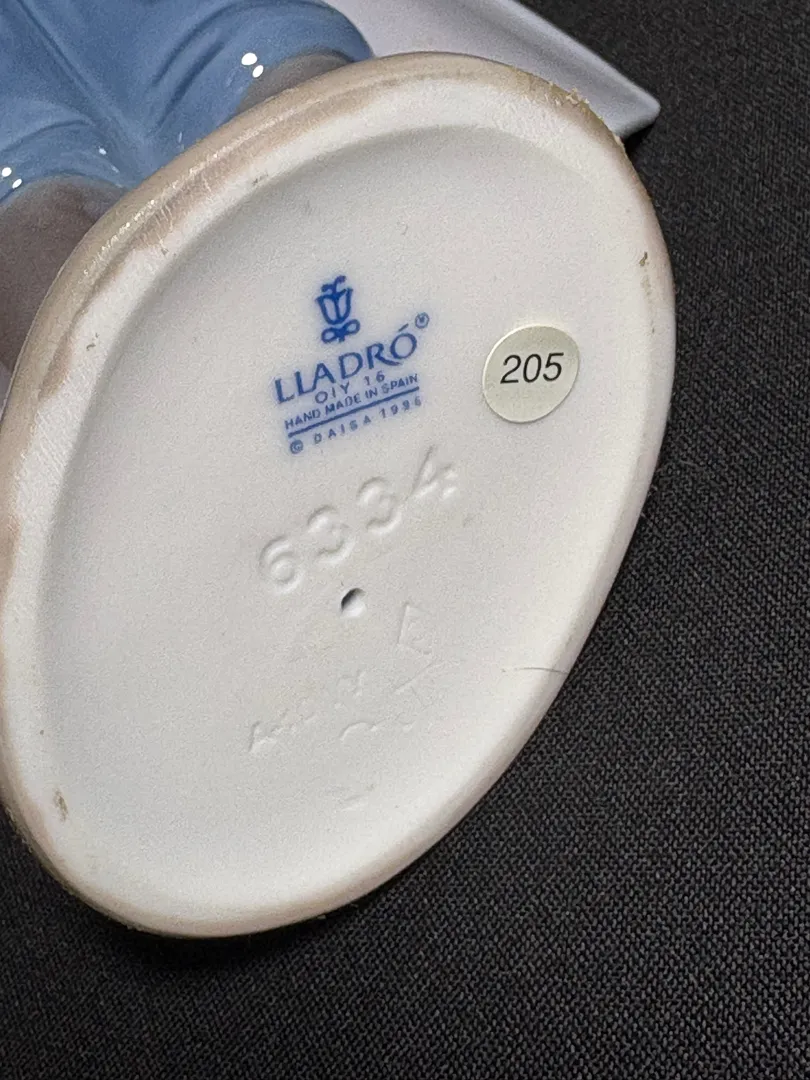 LLADRÓ®
OIY 16
HAND MADE IN SPAIN
© DAISA 1996
205
6334